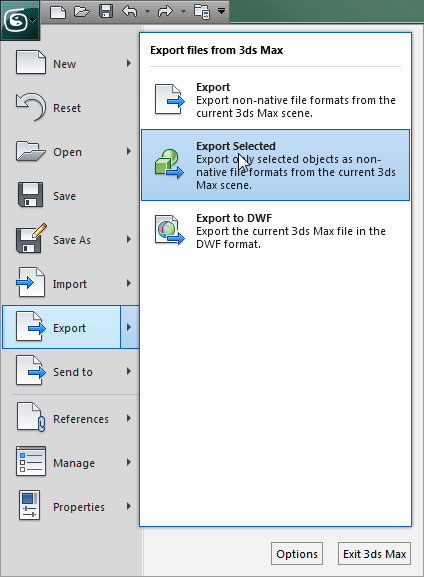 Export files from 3ds Max
New
Reset
Open
Save
Save As
Import
Export
Send to
References
Manage
Properties
Export
Export non-native file formats from the
current 3ds Max scene.
Export Selected
Export only selected objects as non-
native file formats from the current 3ds
Max scene.
Export to DWF
Export the current 3ds Max file in the
DWF format.
Options
Exit 3ds Max